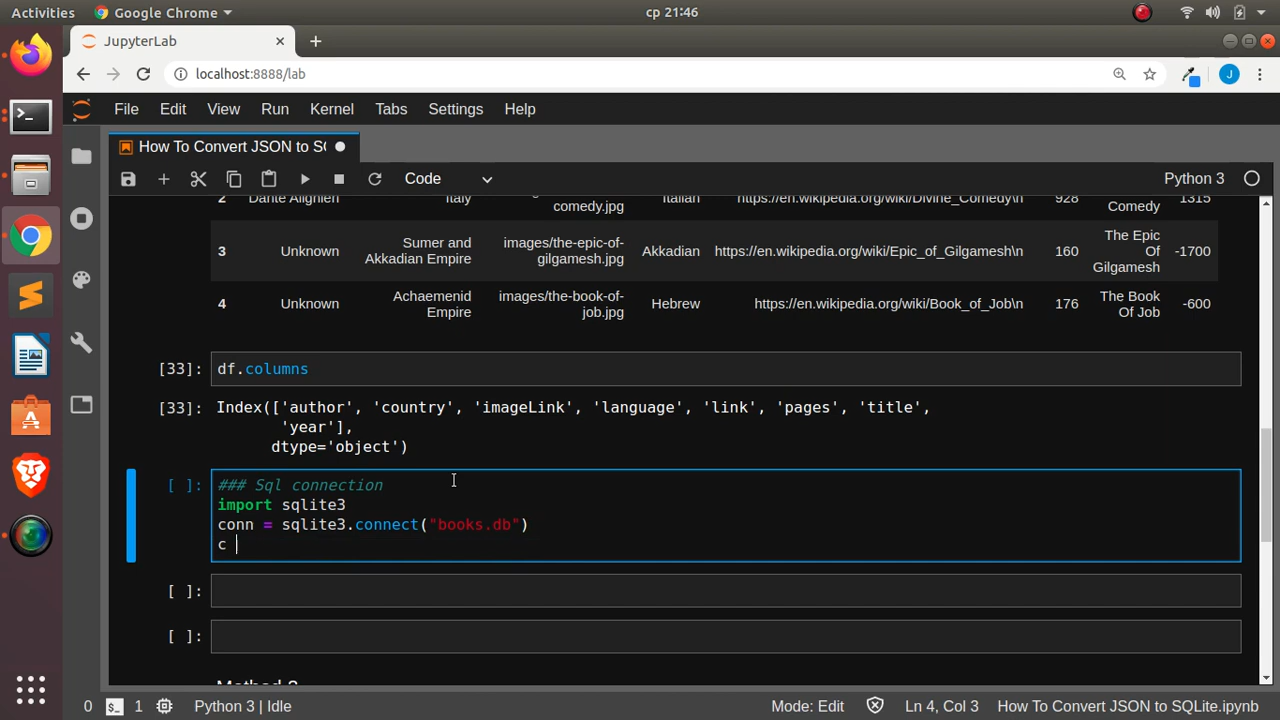 Activities Google Chrome ср 21:46
JupyterLab
localhost:8888/lab
J
File Edit View Run Kernel Tabs Settings Help
How To Convert JSON to S
Code Python 3
2 Dante Alighieri Italy comedy.jpg Italian https://en.wikipedia.org/wiki/Divine_Comedy\n 928 Comedy 1315
3 Unknown Sumer and Akkadian Empire images/the-epic-of-gilgamesh.jpg Akkadian https://en.wikipedia.org/wiki/Epic_of_Gilgamesh\n 160 The Epic Of Gilgamesh -1700
4 Unknown Achaemenid Empire images/the-book-of-job.jpg Hebrew https://en.wikipedia.org/wiki/Book_of_Job\n 176 The Book Of Job -600
[33]: df.columns
[33]: Index(['author', 'country', 'imageLink', 'language', 'link', 'pages', 'title',
'year'],
dtype='object')
[ ]: ### Sql connection
import sqlite3
conn = sqlite3.connect("books.db")
c
[ ]:
[ ]:
0 $_ 1 Python 3 | Idle Mode: Edit Ln 4, Col 3 How To Convert JSON to SQLite.ipynb